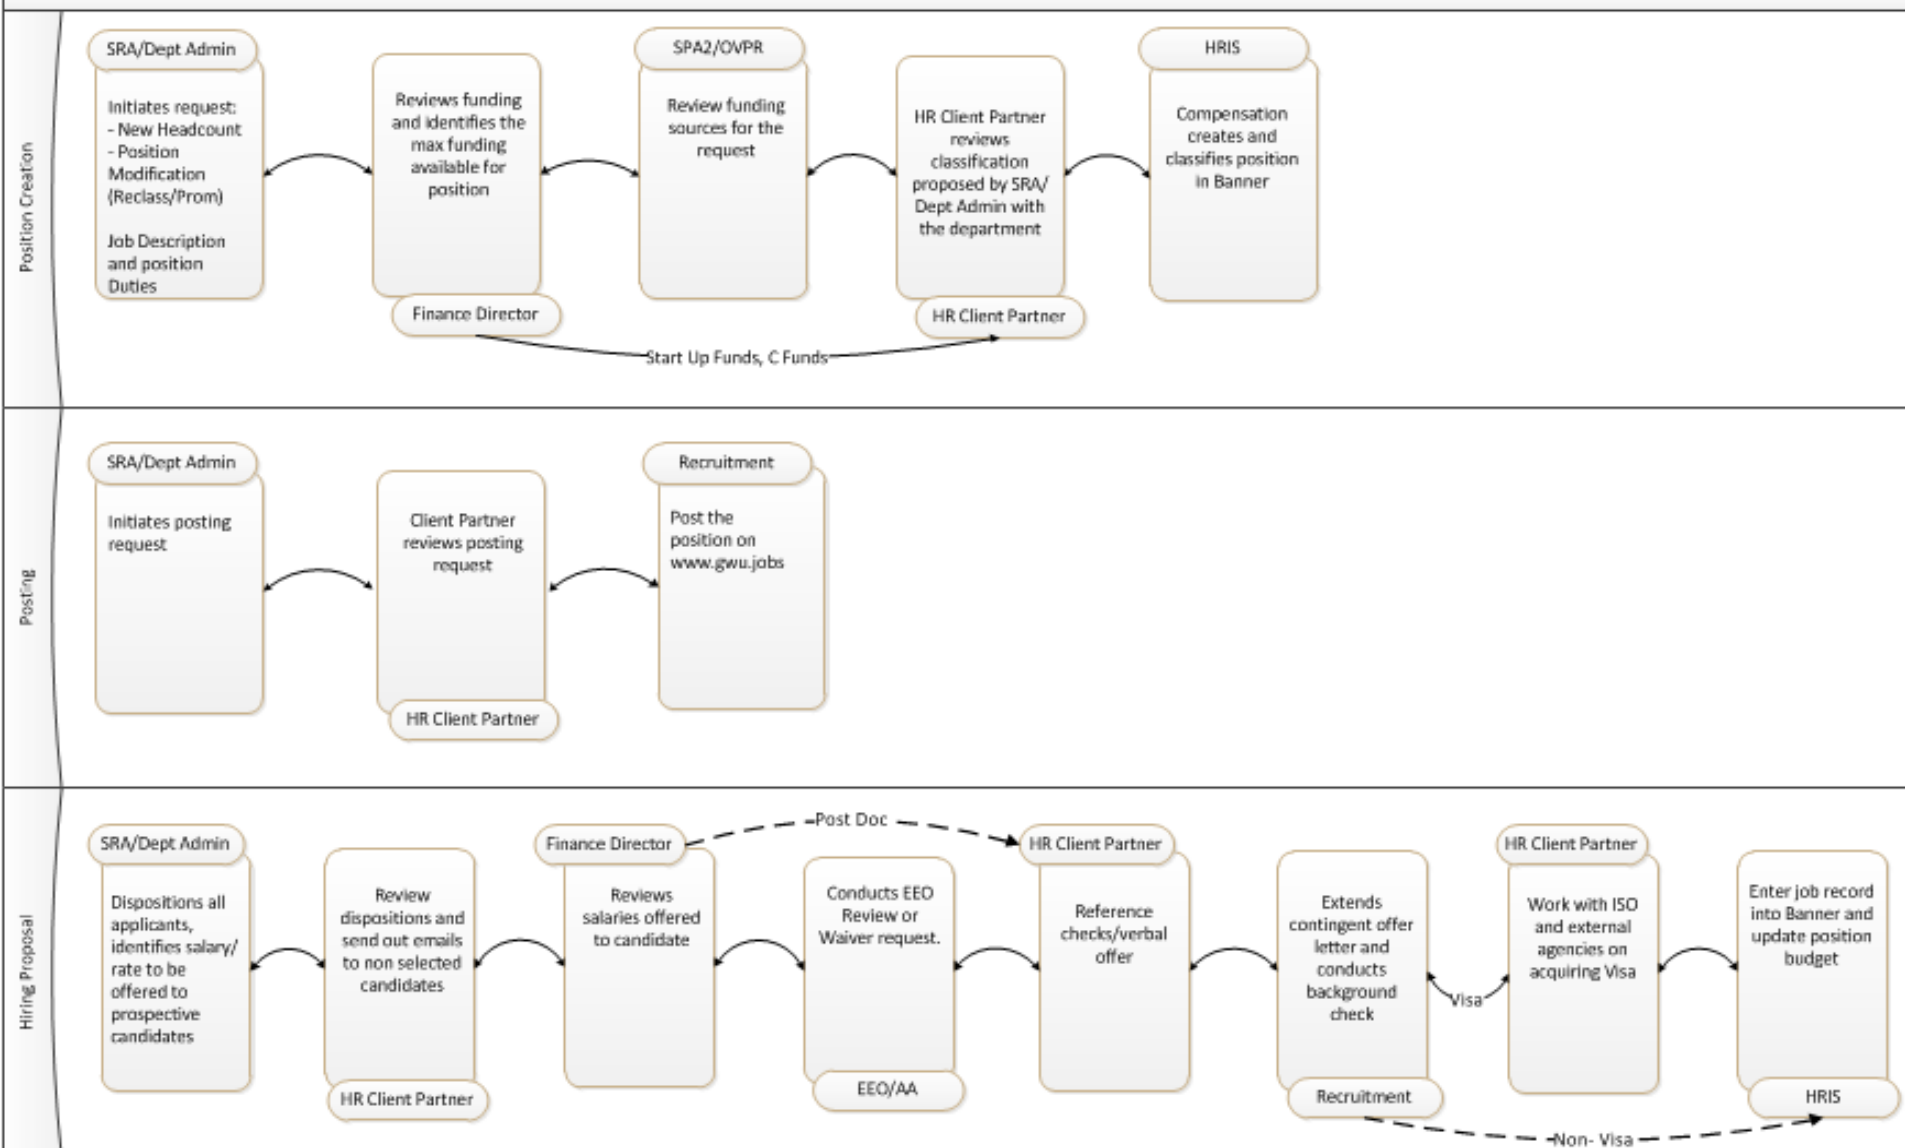 Position Creation
SRA/Dept Admin
Initiates request:
- New Headcount
- Position
Modification
(Reclass/Prom)
Job Description
and position
Duties
Reviews funding
and identifies the
max funding
available for
position
Finance Director
SPA2/OVPR
Review funding
sources for the
request
HR Client Partner
reviews
classification
proposed by SRA/
Dept Admin with
the department
HR Client Partner
HRIS
Compensation
creates and
classifies position
in Banner
Start Up Funds, C Funds
Posting
SRA/Dept Admin
Initiates posting
request
Client Partner
reviews posting
request
HR Client Partner
Recruitment
Post the
position on
www.gwu.jobs
Hiring Proposal
SRA/Dept Admin
Dispositions all
applicants,
identifies salary/
rate to be
offered to
prospective
candidates
Review
dispositions and
send out emails
to non selected
candidates
HR Client Partner
Finance Director
Reviews
salaries offered
to candidate
Post Doc
Conducts EEO
Review or
Waiver request.
EEO/AA
HR Client Partner
Reference
checks/verbal
offer
Extends
contingent offer
letter and
conducts
background
check
Recruitment
Visa
HR Client Partner
Work with ISO
and external
agencies on
acquiring Visa
Enter job record
into Banner and
update position
budget
HRIS
Non- Visa